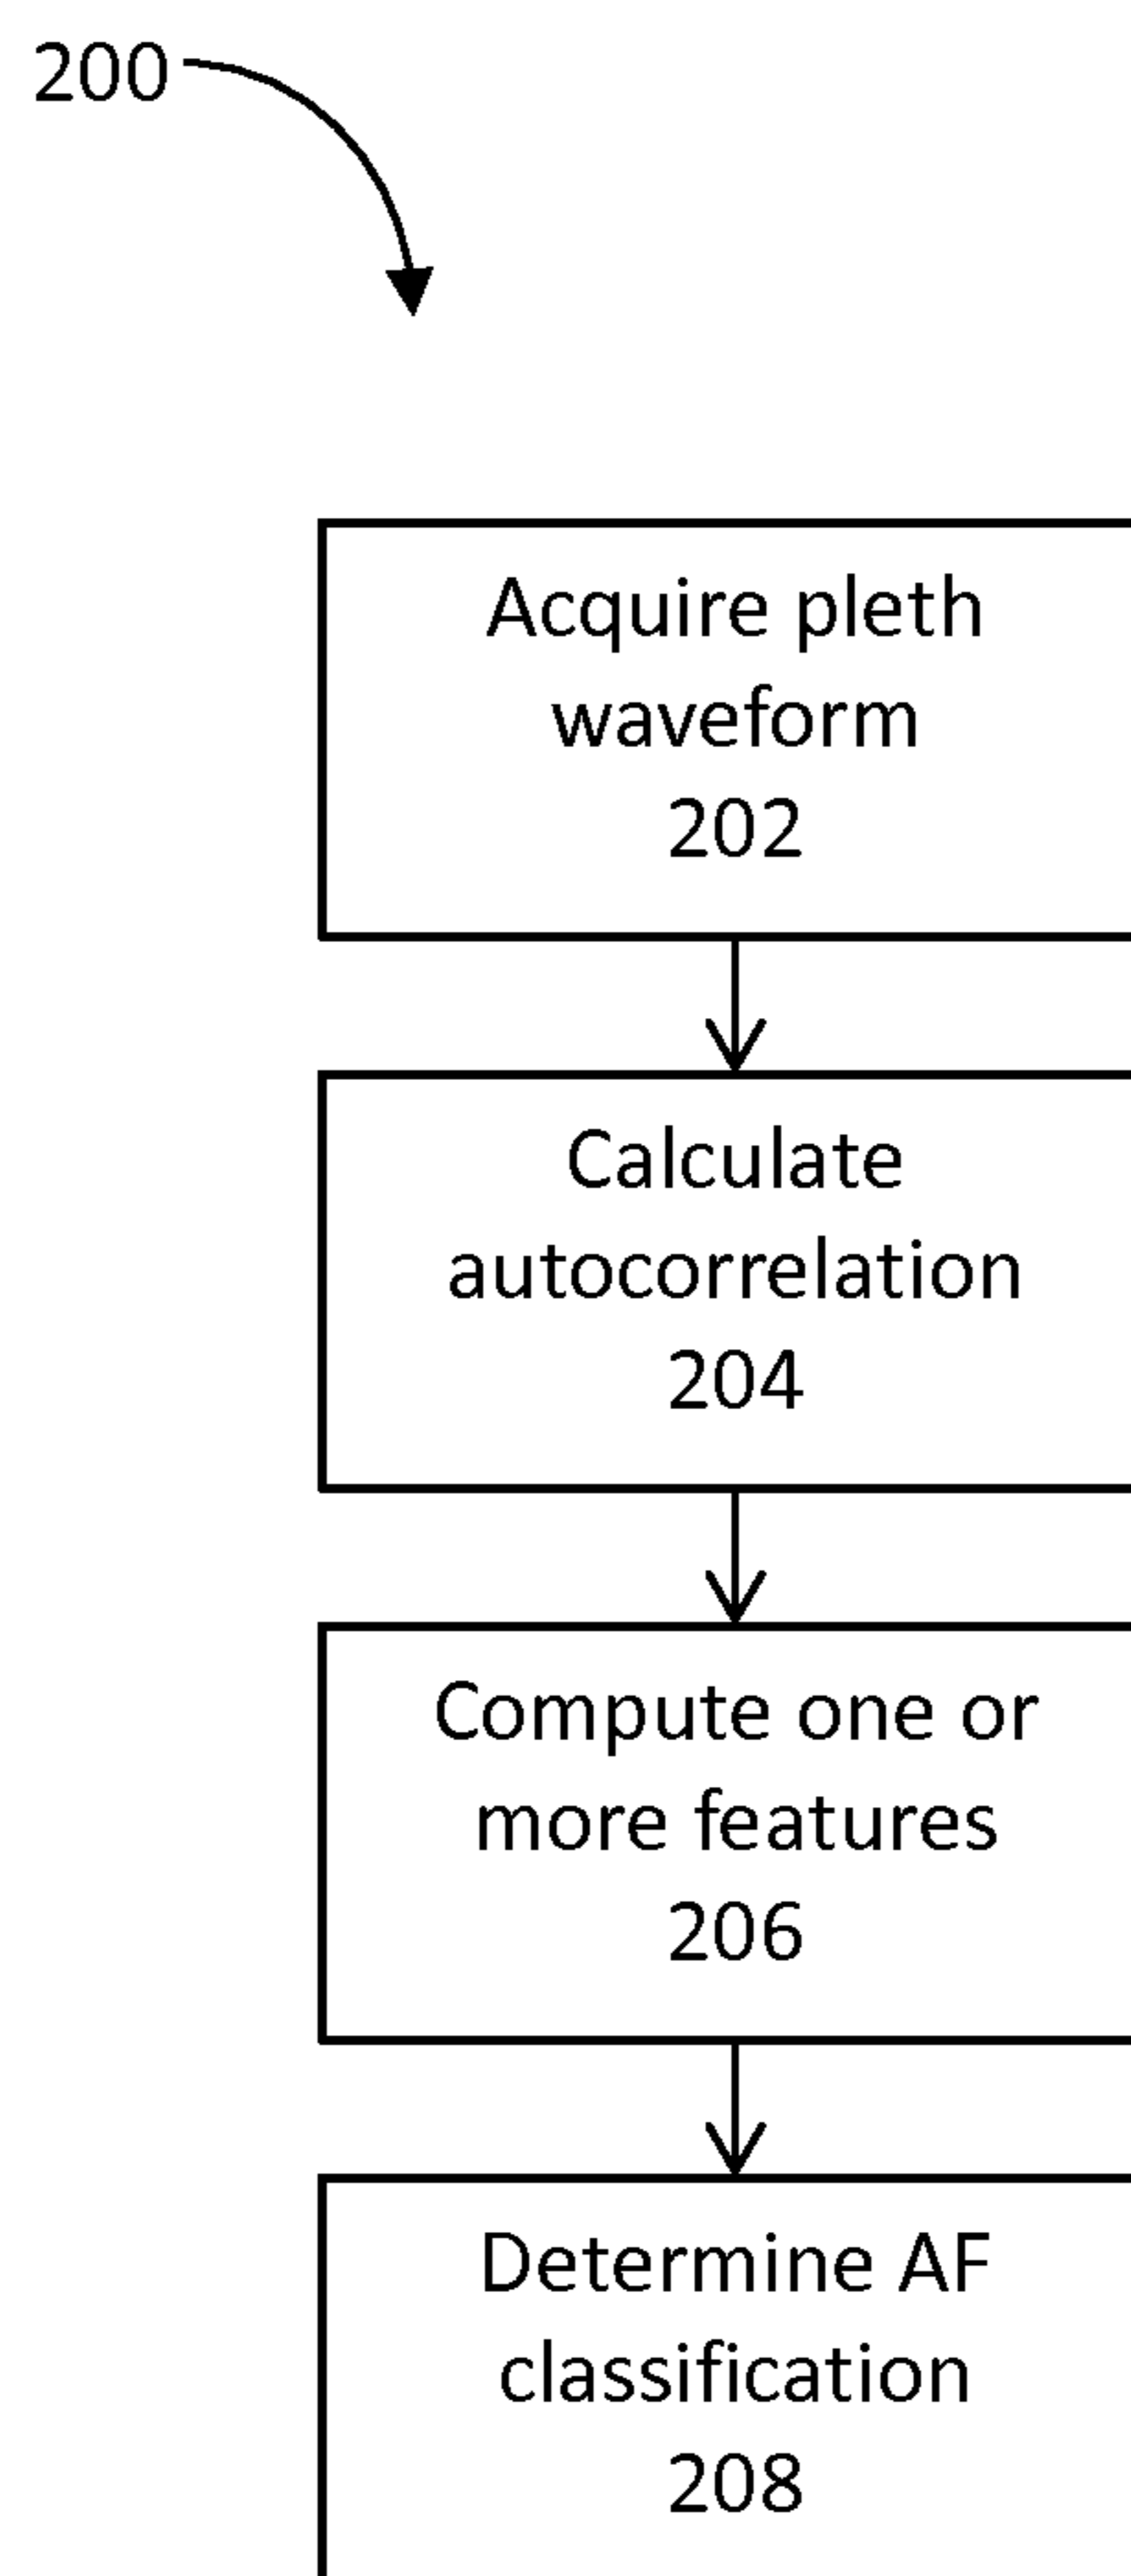 200
Acquire pleth
waveform
202
Calculate
autocorrelation
204
Compute one or
more features
206
Determine AF
classification
208